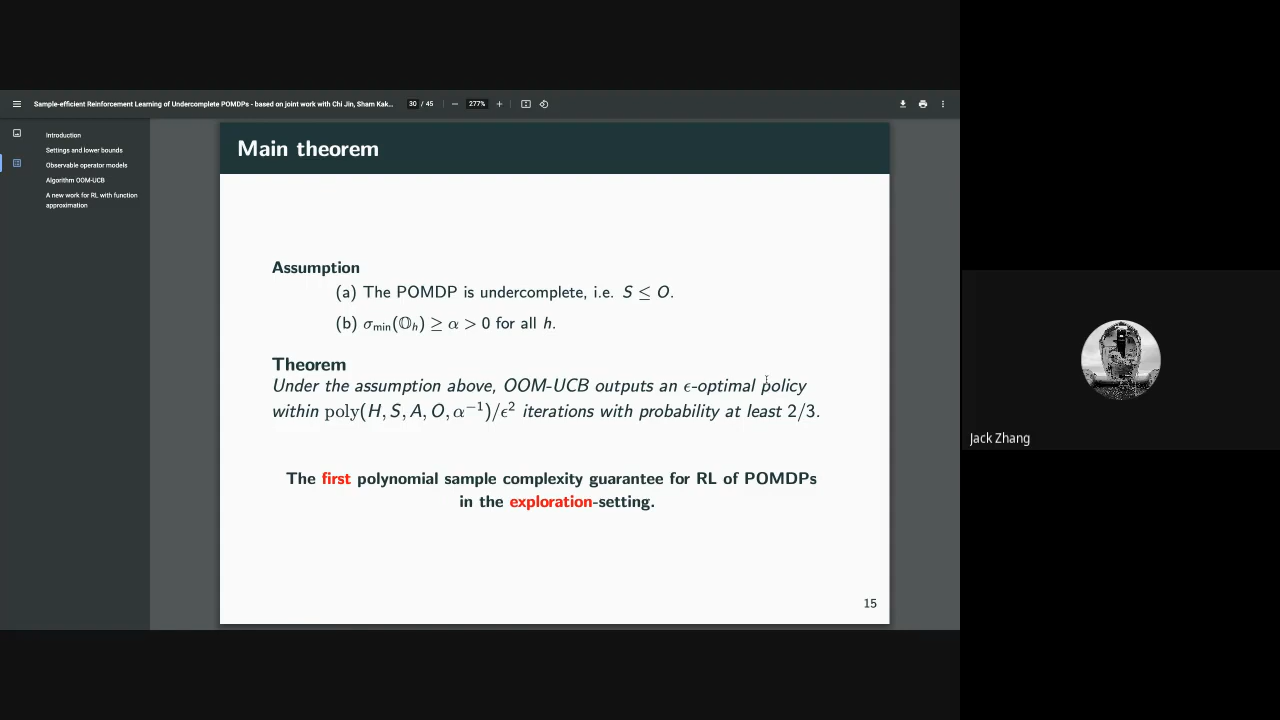 Sample-efficient Reinforcement Learning of Undercomplete POMDPs - based on joint work with Chi Jin, Sham Kak...
30 / 45
277%
Introduction
Settings and lower bounds
Observable operator models
Algorithm OOM-UCB
A new work for RL with function
approximation
Main theorem
Assumption
(a) The POMDP is undercomplete, i.e. S ≤ O.
(b) σ_min(𝕆_h) ≥ α > 0 for all h.
Theorem
Under the assumption above, OOM-UCB outputs an ϵ-optimal policy
within poly(H, S, A, O, α⁻¹)/ϵ² iterations with probability at least 2/3.
The first polynomial sample complexity guarantee for RL of POMDPs
in the exploration-setting.
15
Jack Zhang